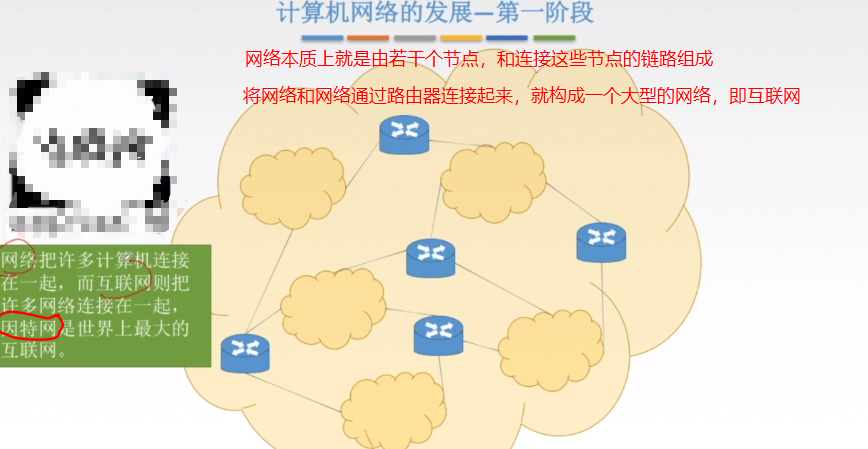 计算机网络的发展—第一阶段
网络本质上就是由若干个节点，和连接这些节点的链路组成
将网络和网络通过路由器连接起来，就构成一个大型的网络，即互联网
网络把许多计算机连接
在一起，而互联网则把
许多网络连接在一起，
因特网是世界上最大的
互联网。